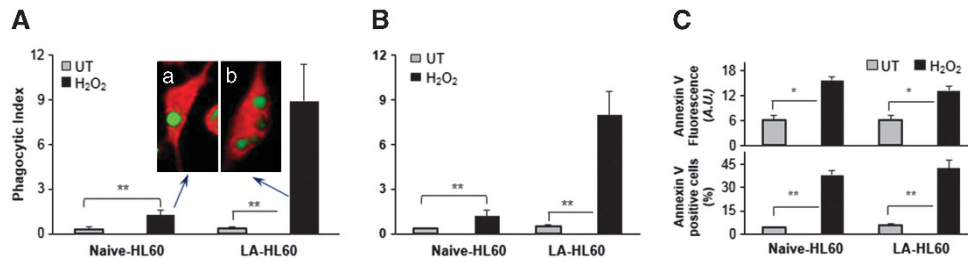 A
Phagocytic Index
12
9
6
3
0
UT
H₂O₂
a
b
**
**
Naive-HL60
LA-HL60
B
12
9
6
3
0
UT
H₂O₂
**
**
Naive-HL60
LA-HL60
C
UT
H₂O₂
Annexin V
Fluorescence
(A.U.)
18
12
6
0
*
*
Annexin V
positive cells
(%)
45
30
15
0
**
**
Naive-HL60
LA-HL60